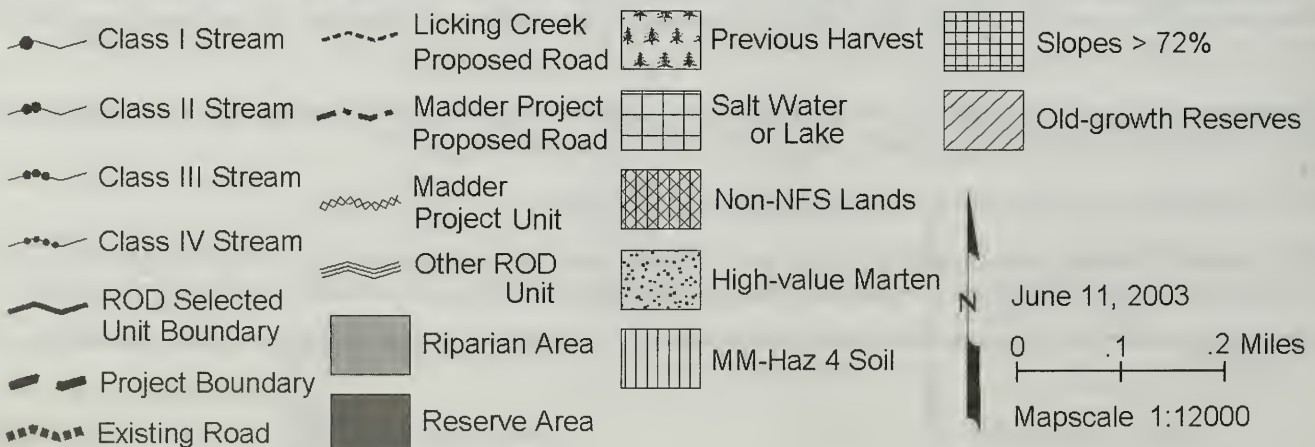 Class I Stream
Class II Stream
Class III Stream
Class IV Stream
ROD Selected
Unit Boundary
Project Boundary
Existing Road
Licking Creek
Proposed Road
Madder Project
Proposed Road
Madder
Project Unit
Other ROD
Unit
Riparian Area
Reserve Area
Previous Harvest
Salt Water
or Lake
Non-NFS Lands
High-value Marten
MM-Haz 4 Soil
Slopes > 72%
Old-growth Reserves
N
June 11, 2003
0 .1 .2 Miles
Mapscale 1:12000